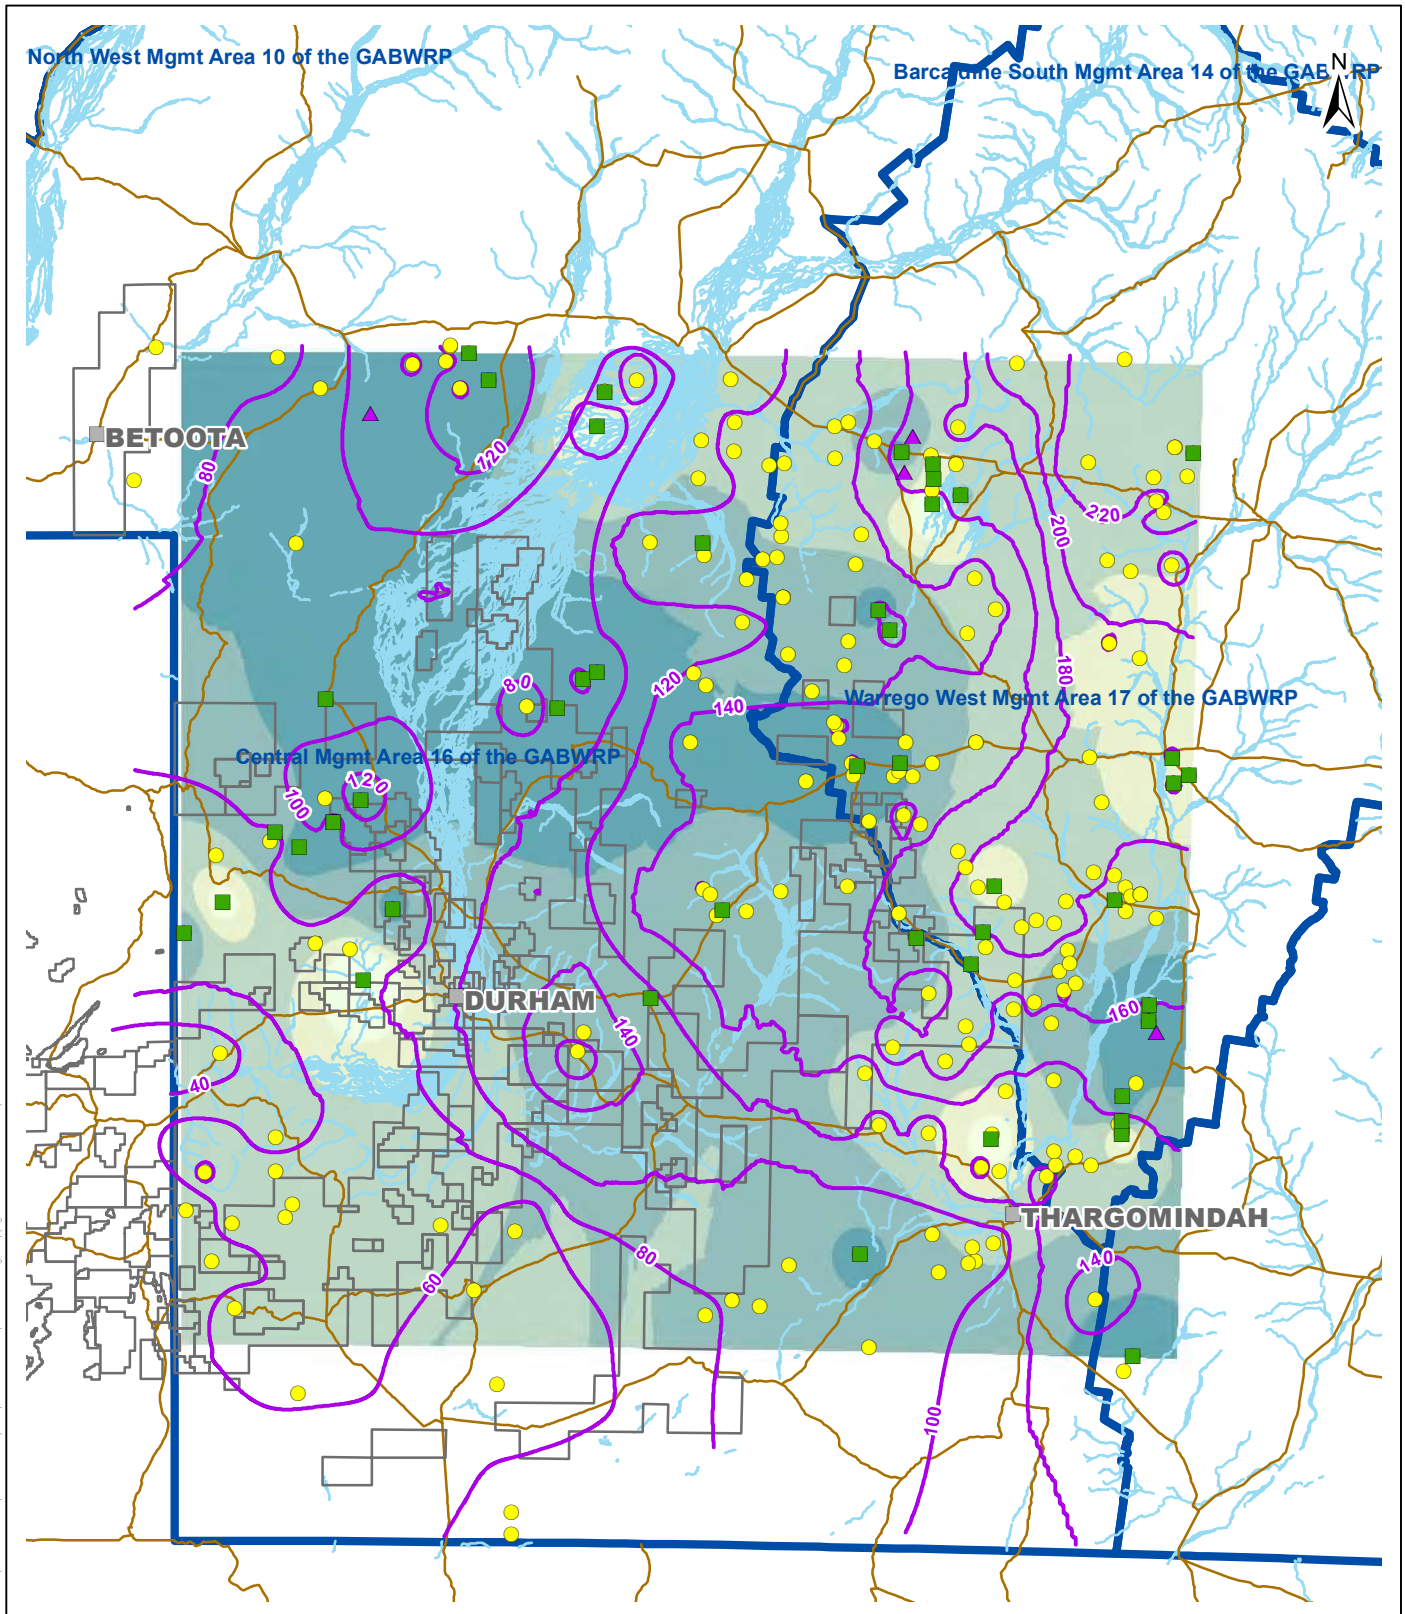 North West Mgmt Area 10 of the GABWRP
N
BETOOTA
80
120
220
200
180
80
120
140
Warrego West Mgmt Area 17 of the GABWRP
Central Mgmt Area 16 of the GABWRP
120
100
DURHAM
160
140
40
THARGOMINDAH
140
80
60
100